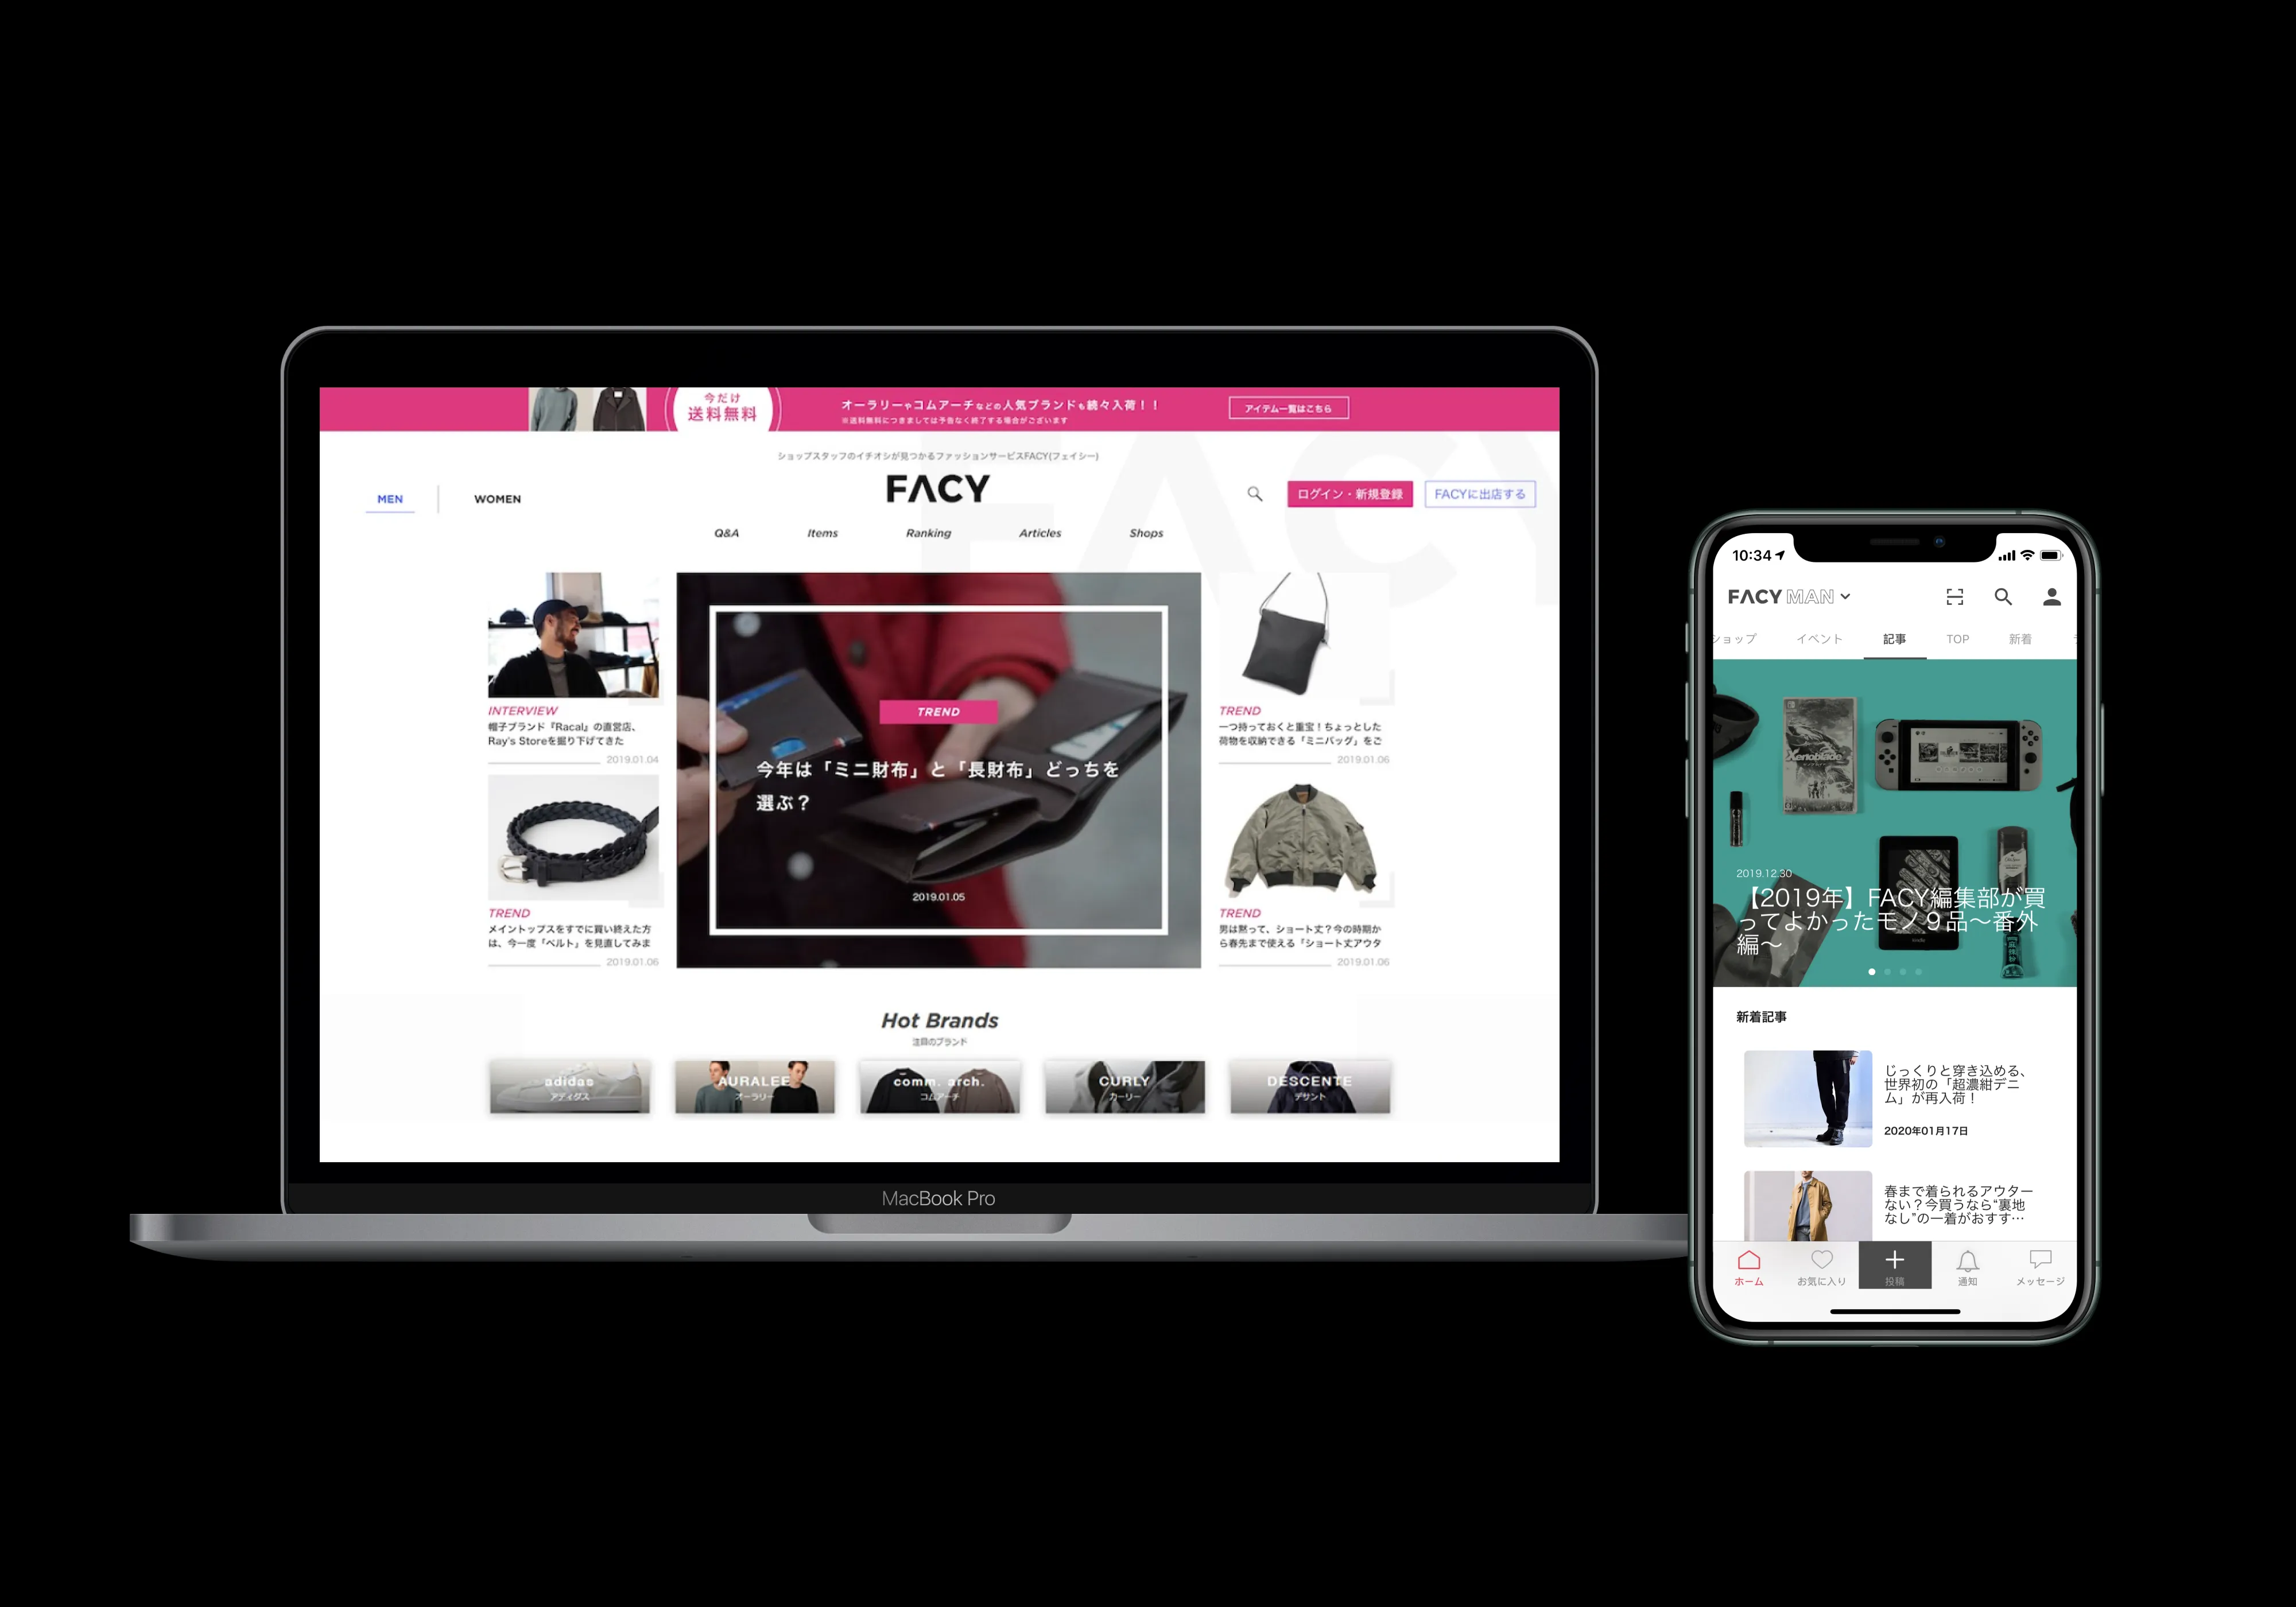 今だけ
送料無料
オーラリーやコムアーチなどの人気ブランドも続々入荷！！
※送料無料につきましては予告なく終了する場合がございます
アイテム一覧はこちら
ショップスタッフのイチオシが見つかるファッションサービスFACY(フェイシー)
FACY
MEN
WOMEN
ログイン・新規登録
FACYに出店する
Q&A Items Ranking Articles Shops
INTERVIEW
帽子ブランド『Racal』の直営店、
Ray's Storeを掘り下げてきた
2019.01.04
TREND
メイントップスをすでに買い終えた方
は、今一度「ベルト」を見直してみま
2019.01.06
TREND
今年は「ミニ財布」と「長財布」どっちを
選ぶ？
2019.01.05
TREND
一つ持っておくと重宝！ちょっとした
荷物を収納できる「ミニバッグ」をご
2019.01.06
TREND
男は黙って、ショート丈？今の時期か
ら春先まで使える「ショート丈アウタ
2019.01.06
Hot Brands
注目のブランド
adidas
アディダス
AURALEE
オーラリー
comm. arch.
コムアーチ
CURLY
カーリー
DESCENTE
デサント
MacBook Pro
10:34
FACY MAN
ショップ イベント 記事 TOP 新着
Xenoblade
kindle
2019.12.30
【2019年】FACY編集部が買
ってよかったモノ９品〜番外
編〜
新着記事
じっくりと穿き込める、
世界初の「超濃紺デニ
ム」が再入荷！
2020年01月17日
春まで着られるアウター
ない？今買うなら“裏地
なし”の一着がおすす…
ホーム お気に入り 投稿 通知 メッセージ